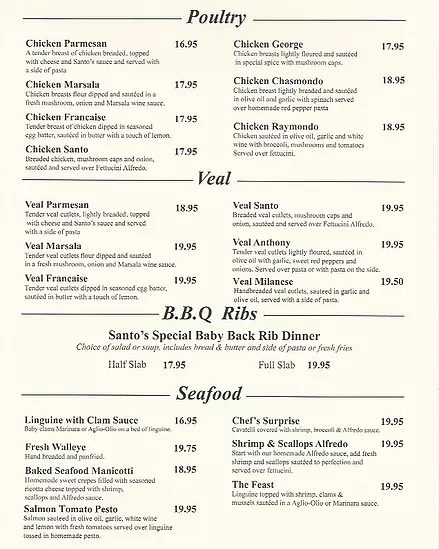 Poultry
Chicken Parmesan 16.95
A tender breast of chicken breaded, topped
with cheese and Santo's sauce and served with
a side of pasta
Chicken Marsala 17.95
Chicken breasts flour dipped and sautéed in a
fresh mushroom, onion and Marsala wine sauce.
Chicken Francaise 17.95
Tender breast of chicken dipped in seasoned
egg batter, sautéed in butter with a touch of lemon.
Chicken Santo 17.95
Breaded chicken, mushroom caps and onion,
sautéed and served over Fettucini Alfredo.
Chicken George 17.95
Chicken breasts lightly floured and sautéed
in special spice with mushroom caps.
Chicken Chasmondo 18.95
Chicken breast lightly breaded and sautéed
in olive oil and garlic with spinach served
over homemade red pepper pasta
Chicken Raymondo 18.95
Chicken sautéed in olive oil, garlic and white
wine with broccoli, mushrooms and tomatoes
Served over fettucini.
Veal
Veal Parmesan 18.95
Tender veal cutlets, lightly breaded, topped
with cheese and Santo's sauce and served
with a side of pasta
Veal Marsala 19.95
Tender veal cutlets flour dipped and sautéed
in a fresh mushroom, onion and Marsala wine sauce.
Veal Francaise 19.95
Tender veal cutlets dipped in seasoned egg batter,
sautéed in butter with a touch of lemon.
Veal Santo 19.95
Breaded veal cutlets, mushroom caps and
onion, sautéed and served over Fettucini Alfredo.
Veal Anthony 19.95
Tender veal cutlets lightly floured, sautéed in
olive oil with garlic, sweet red peppers and
onions. Served over pasta or with pasta on the side.
Veal Milanese 19.50
Handbreaded veal cutlets, sautéed in garlic and
olive oil, served with a side of pasta.
B.B.Q Ribs
Santo's Special Baby Back Rib Dinner
Choice of salad or soup, includes bread & butter and side of pasta or fresh fries
Half Slab 17.95 Full Slab 19.95
Seafood
Linguine with Clam Sauce 16.95
Baby clams Marinara or Aglio-Olio on a bed of linguine.
Fresh Walleye 19.75
Hand breaded and panfried.
Baked Seafood Manicotti 18.95
Homemade sweet crepes filled with seasoned
ricotta cheese topped with shrimp,
scallops and Alfredo sauce.
Salmon Tomato Pesto 19.95
Salmon sauteed in olive oil, garlic, white wine
and lemon with fresh tomatoes served over linguine
tossed in homemade pesto.
Chef's Surprise 19.95
Cavatelli covered with shrimp, broccoli & Alfredo sauce.
Shrimp & Scallops Alfredo 19.95
Start with our homemade Alfredo sauce, add fresh
shrimp and scallops sautéed to perfection and
served over fettucini.
The Feast 19.95
Linguine topped with shrimp, clams &
mussels sautéed in a Aglio-Olio or Marinara sauce.